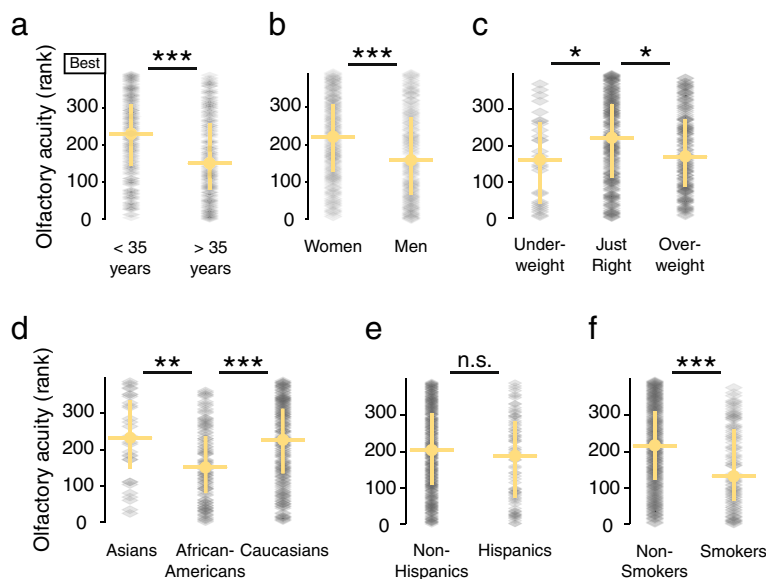 a
b
c
Best
***
***
*
*
Olfactory acuity (rank)
300
200
100
0
300
200
100
0
300
200
100
0
< 35
years
> 35
years
Women
Men
Under-
weight
Just
Right
Over-
weight
d
e
f
**
***
n.s.
***
Olfactory acuity (rank)
300
200
100
0
300
200
100
0
300
200
100
0
Asians
African-
Americans
Caucasians
Non-
Hispanics
Hispanics
Non-
Smokers
Smokers